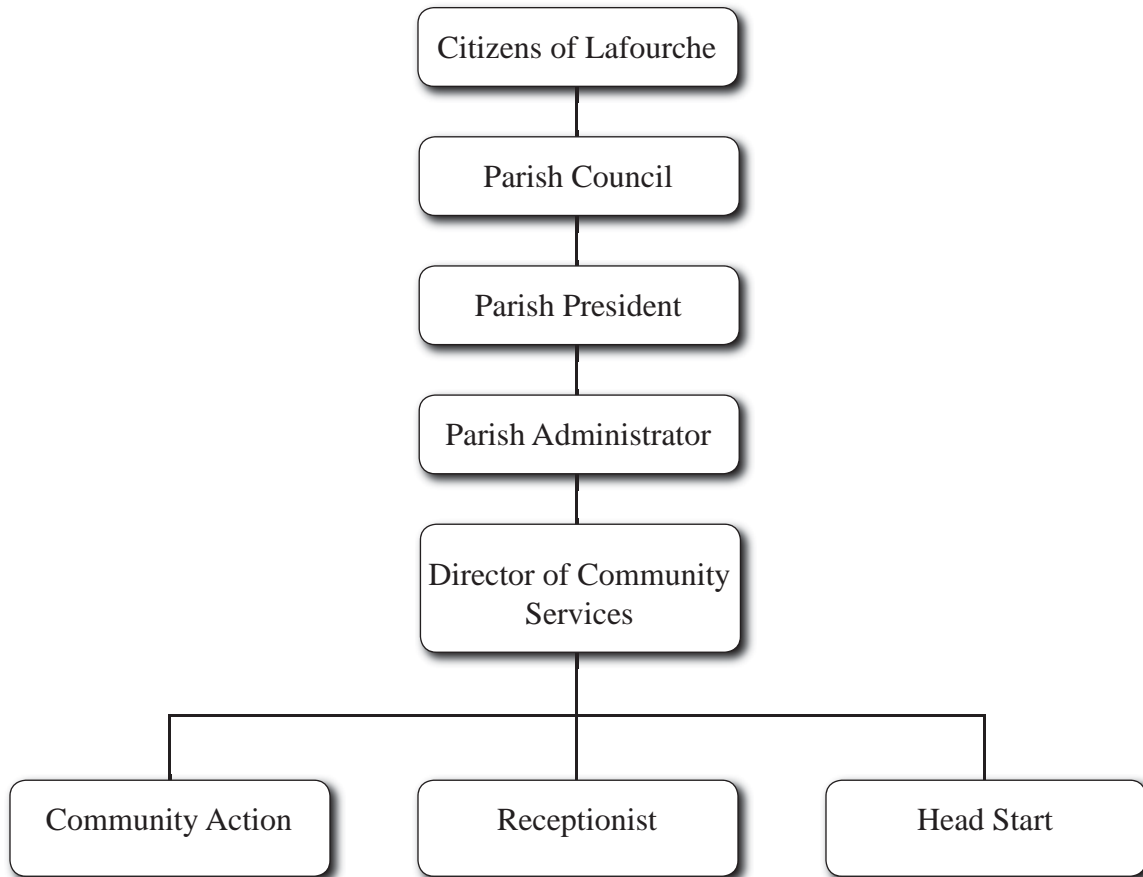 Citizens of Lafourche
Parish Council
Parish President
Parish Administrator
Director of Community
Services
Community Action
Receptionist
Head Start